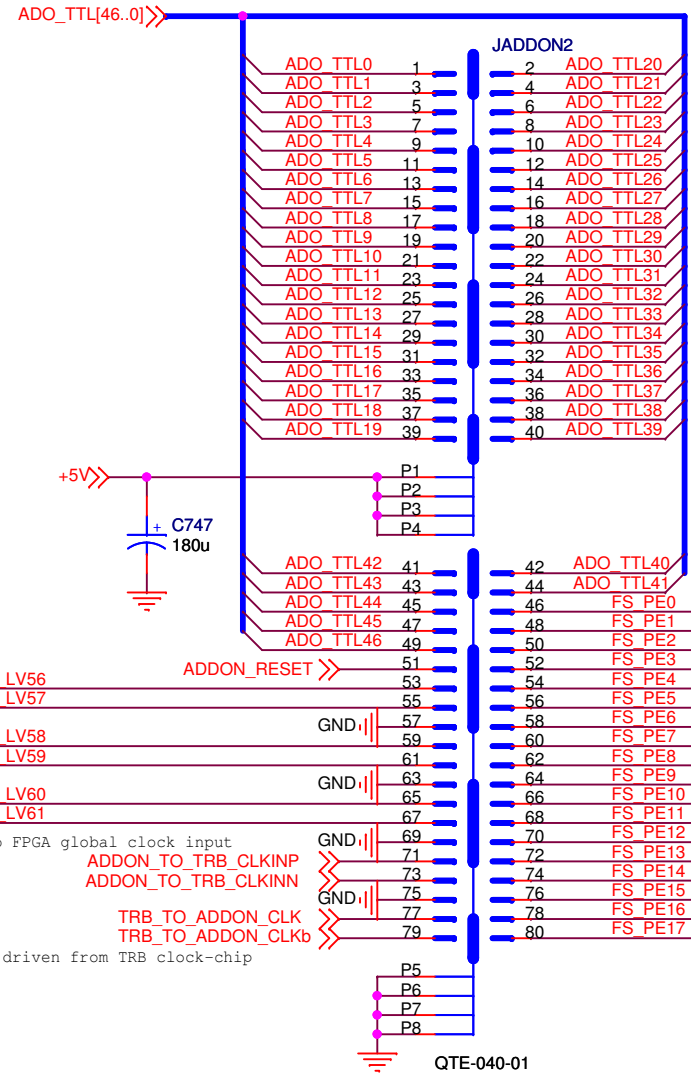 ADO_TTL[46..0]
JADDON2
ADO_TTL0 1 2 ADO_TTL20
ADO_TTL1 3 4 ADO_TTL21
ADO_TTL2 5 6 ADO_TTL22
ADO_TTL3 7 8 ADO_TTL23
ADO_TTL4 9 10 ADO_TTL24
ADO_TTL5 11 12 ADO_TTL25
ADO_TTL6 13 14 ADO_TTL26
ADO_TTL7 15 16 ADO_TTL27
ADO_TTL8 17 18 ADO_TTL28
ADO_TTL9 19 20 ADO_TTL29
ADO_TTL10 21 22 ADO_TTL30
ADO_TTL11 23 24 ADO_TTL31
ADO_TTL12 25 26 ADO_TTL32
ADO_TTL13 27 28 ADO_TTL33
ADO_TTL14 29 30 ADO_TTL34
ADO_TTL15 31 32 ADO_TTL35
ADO_TTL16 33 34 ADO_TTL36
ADO_TTL17 35 36 ADO_TTL37
ADO_TTL18 37 38 ADO_TTL38
ADO_TTL19 39 40 ADO_TTL39
+5V P1
P2
P3
P4
+ C747
180u
ADO_TTL42 41 42 ADO_TTL40
ADO_TTL43 43 44 ADO_TTL41
ADO_TTL44 45 46 FS_PE0
ADO_TTL45 47 48 FS_PE1
ADO_TTL46 49 50 FS_PE2
ADDON_RESET 51 52 FS_PE3
_LV56 53 54 FS_PE4
_LV57 55 56 FS_PE5
GND 57 58 FS_PE6
_LV58 59 60 FS_PE7
_LV59 61 62 FS_PE8
GND 63 64 FS_PE9
_LV60 65 66 FS_PE10
_LV61 67 68 FS_PE11
o FPGA global clock input GND 69 70 FS_PE12
ADDON_TO_TRB_CLKINP 71 72 FS_PE13
ADDON_TO_TRB_CLKINN 73 74 FS_PE14
GND 75 76 FS_PE15
TRB_TO_ADDON_CLK 77 78 FS_PE16
TRB_TO_ADDON_CLKb 79 80 FS_PE17
driven from TRB clock-chip
P5
P6
P7
P8
QTE-040-01